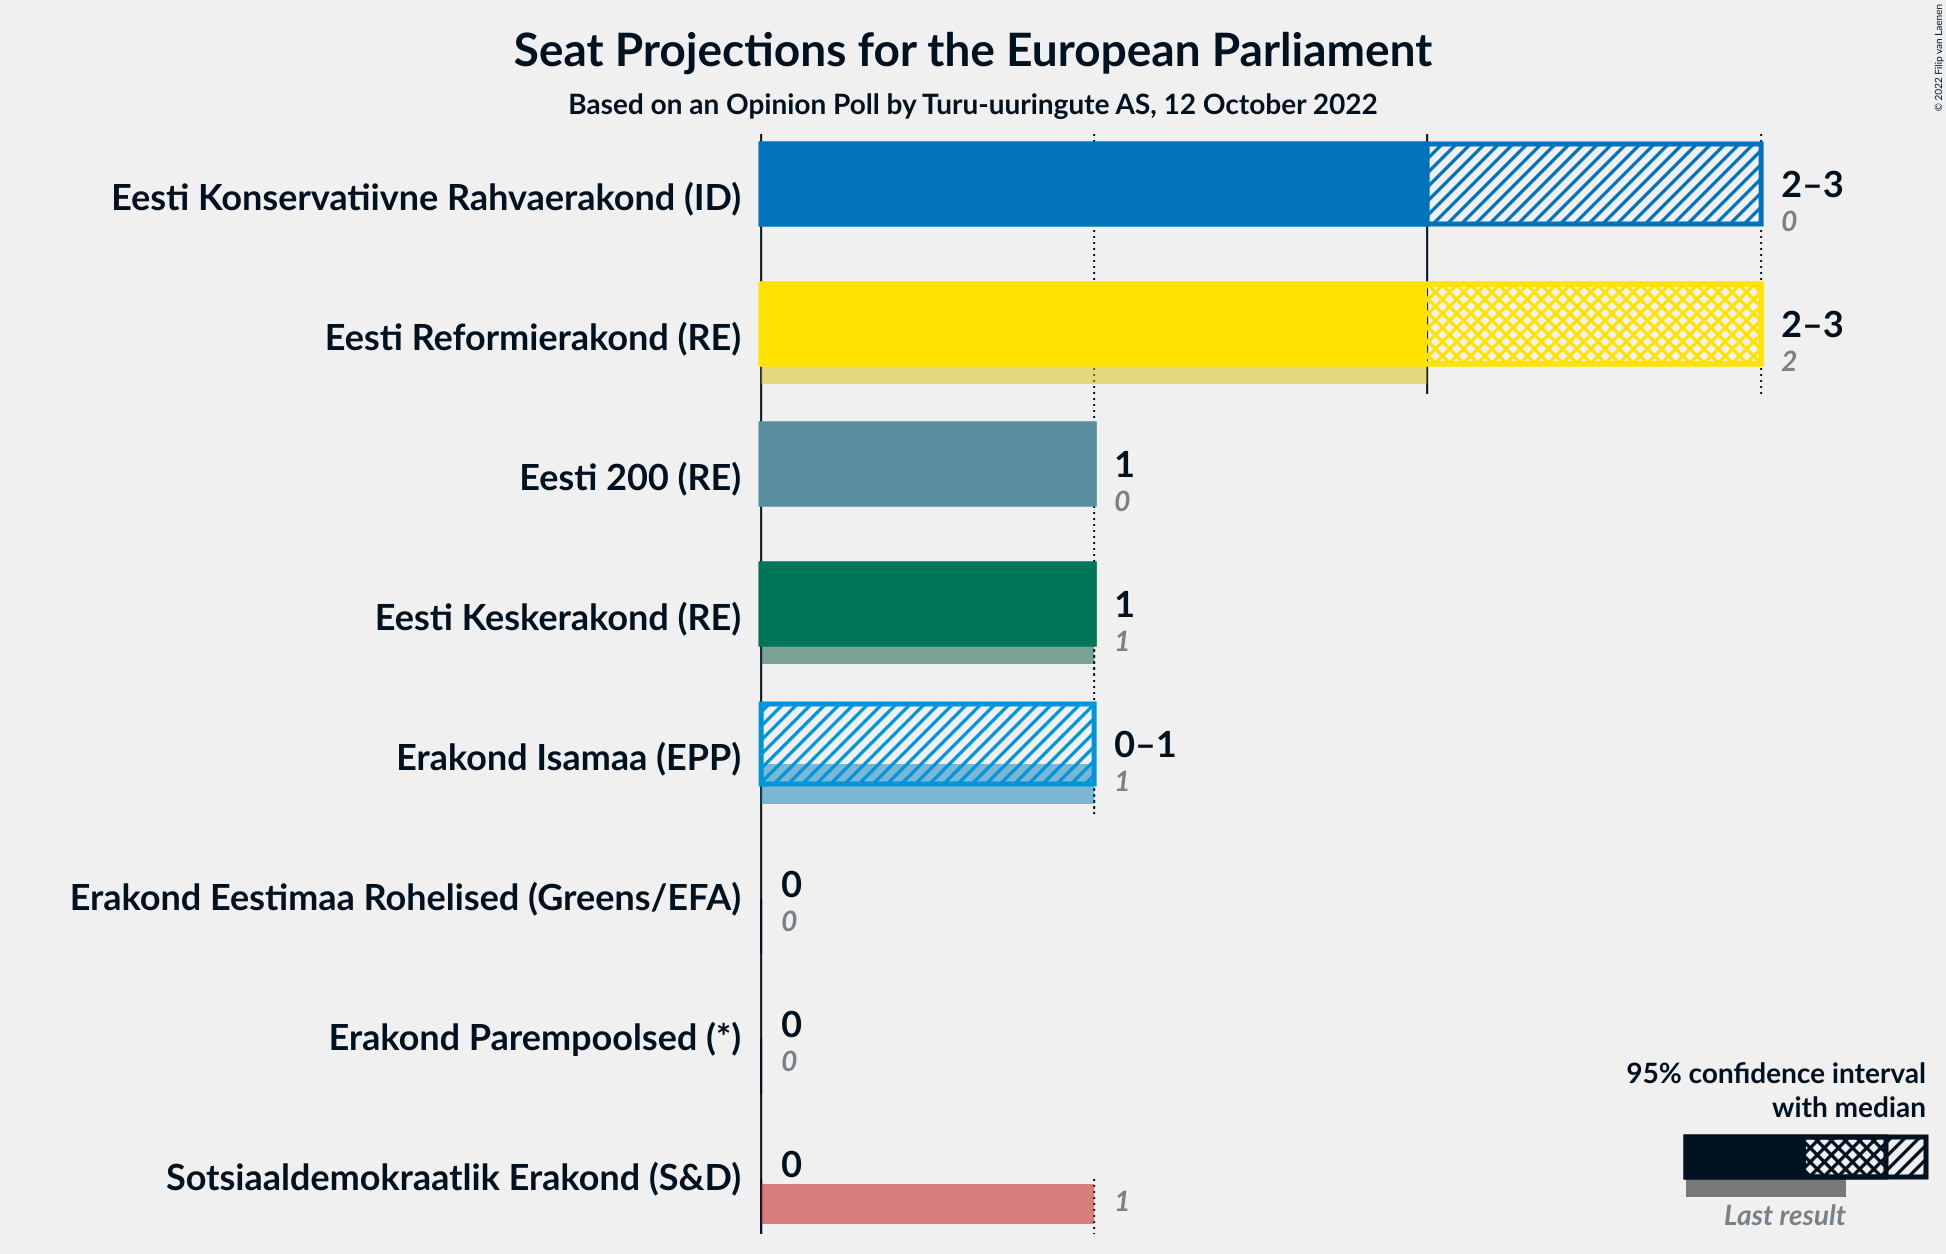 Seat Projections for the European Parliament
Based on an Opinion Poll by Turu-uuringute AS, 12 October 2022
© 2022 Filip van Laenen
Eesti Konservatiivne Rahvaerakond (ID)
2–3
0
Eesti Reformierakond (RE)
2–3
2
Eesti 200 (RE)
1
0
Eesti Keskerakond (RE)
1
1
Erakond Isamaa (EPP)
0–1
1
Erakond Eestimaa Rohelised (Greens/EFA)
0
0
Erakond Parempoolsed (*)
0
0
Sotsiaaldemokraatlik Erakond (S&D)
0
1
95% confidence interval
with median
Last result